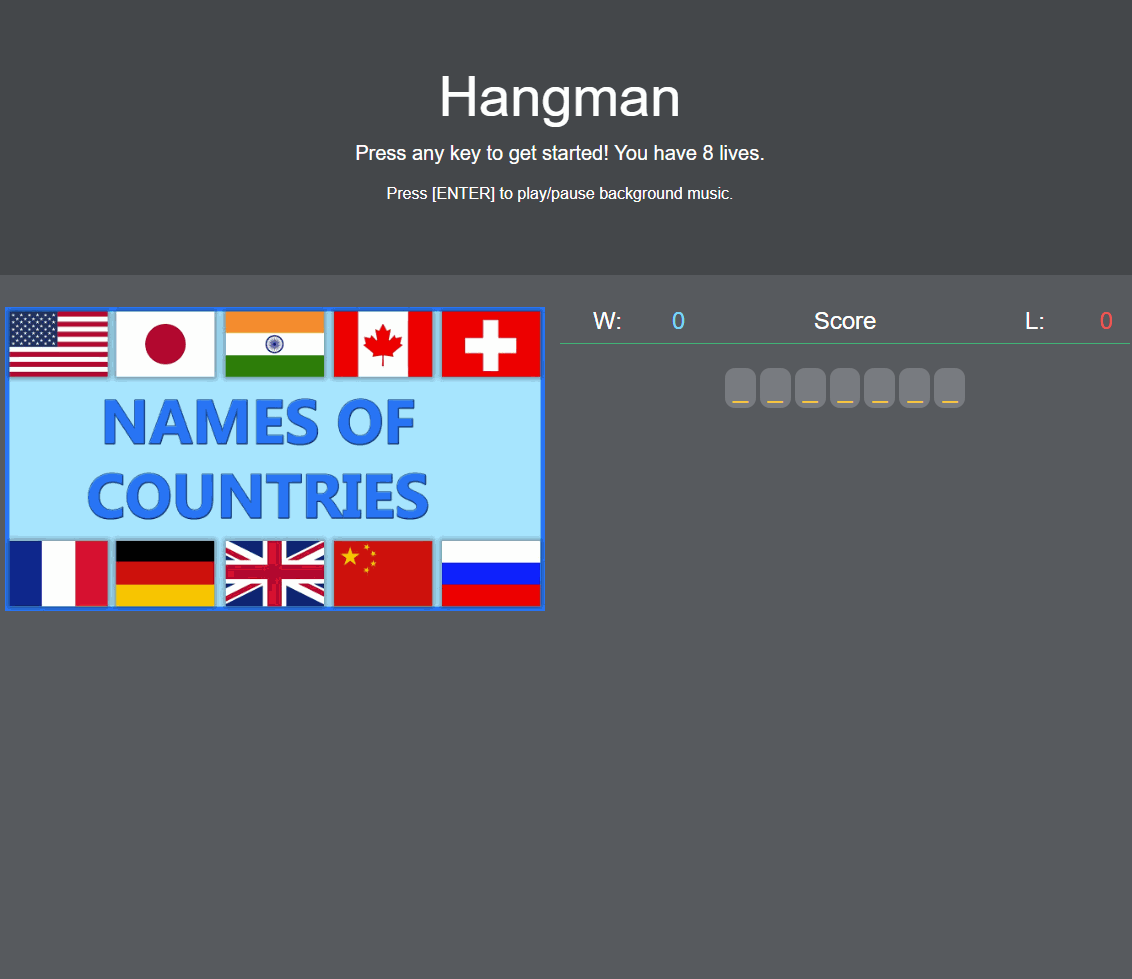 Hangman
Press any key to get started! You have 8 lives.
Press [ENTER] to play/pause background music.
NAMES OF
COUNTRIES
W: 0 Score L: 0
_ _ _ _ _ _ _